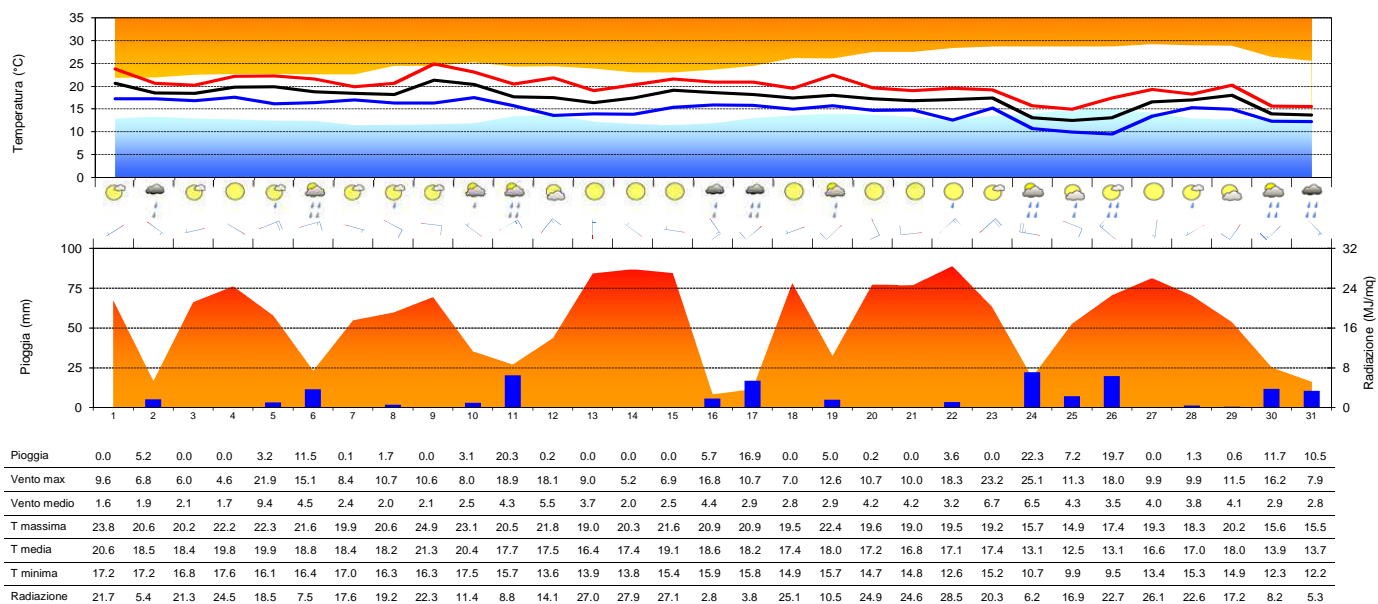 35
30
25
20
15
10
5
0
Temperatura (°C)
100
75
50
25
0
Pioggia (mm)
32
24
16
8
0
Radiazione (MJ/mq)
1 2 3 4 5 6 7 8 9 10 11 12 13 14 15 16 17 18 19 20 21 22 23 24 25 26 27 28 29 30 31
Pioggia 0.0 5.2 0.0 0.0 3.2 11.5 0.1 1.7 0.0 3.1 20.3 0.2 0.0 0.0 0.0 5.7 16.9 0.0 5.0 0.2 0.0 3.6 0.0 22.3 7.2 19.7 0.0 1.3 0.6 11.7 10.5
Vento max 9.6 6.8 6.0 4.6 21.9 15.1 8.4 10.7 10.6 8.0 18.9 18.1 9.0 5.2 6.9 16.8 10.7 7.0 12.6 10.7 10.0 18.3 23.2 25.1 11.3 18.0 9.9 9.9 11.5 16.2 7.9
Vento medio 1.6 1.9 2.1 1.7 9.4 4.5 2.4 2.0 2.1 2.5 4.3 5.5 3.7 2.0 2.5 4.4 2.9 2.8 2.9 4.2 4.2 3.2 6.7 6.5 4.3 3.5 4.0 3.8 4.1 2.9 2.8
T massima 23.8 20.6 20.2 22.2 22.3 21.6 19.9 20.6 24.9 23.1 20.5 21.8 19.0 20.3 21.6 20.9 20.9 19.5 22.4 19.6 19.0 19.5 19.2 15.7 14.9 17.4 19.3 18.3 20.2 15.6 15.5
T media 20.6 18.5 18.4 19.8 19.9 18.8 18.4 18.2 21.3 20.4 17.7 17.5 16.4 17.4 19.1 18.6 18.2 17.4 18.0 17.2 16.8 17.1 17.4 13.1 12.5 13.1 16.6 17.0 18.0 13.9 13.7
T minima 17.2 17.2 16.8 17.6 16.1 16.4 17.0 16.3 16.3 17.5 15.7 13.6 13.9 13.8 15.4 15.9 15.8 14.9 15.7 14.7 14.8 12.6 15.2 10.7 9.9 9.5 13.4 15.3 14.9 12.3 12.2
Radiazione 21.7 5.4 21.3 24.5 18.5 7.5 17.6 19.2 22.3 11.4 8.8 14.1 27.0 27.9 27.1 2.8 3.8 25.1 10.5 24.9 24.6 28.5 20.3 6.2 16.9 22.7 26.1 22.6 17.2 8.2 5.3